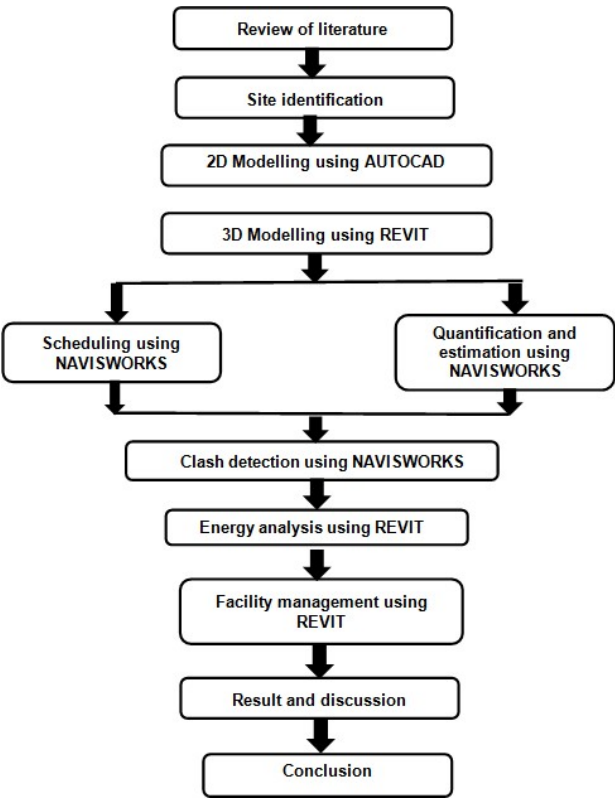 Review of literature
Site identification
2D Modelling using AUTOCAD
3D Modelling using REVIT
Scheduling using
NAVISWORKS
Quantification and
estimation using
NAVISWORKS
Clash detection using NAVISWORKS
Energy analysis using REVIT
Facility management using
REVIT
Result and discussion
Conclusion